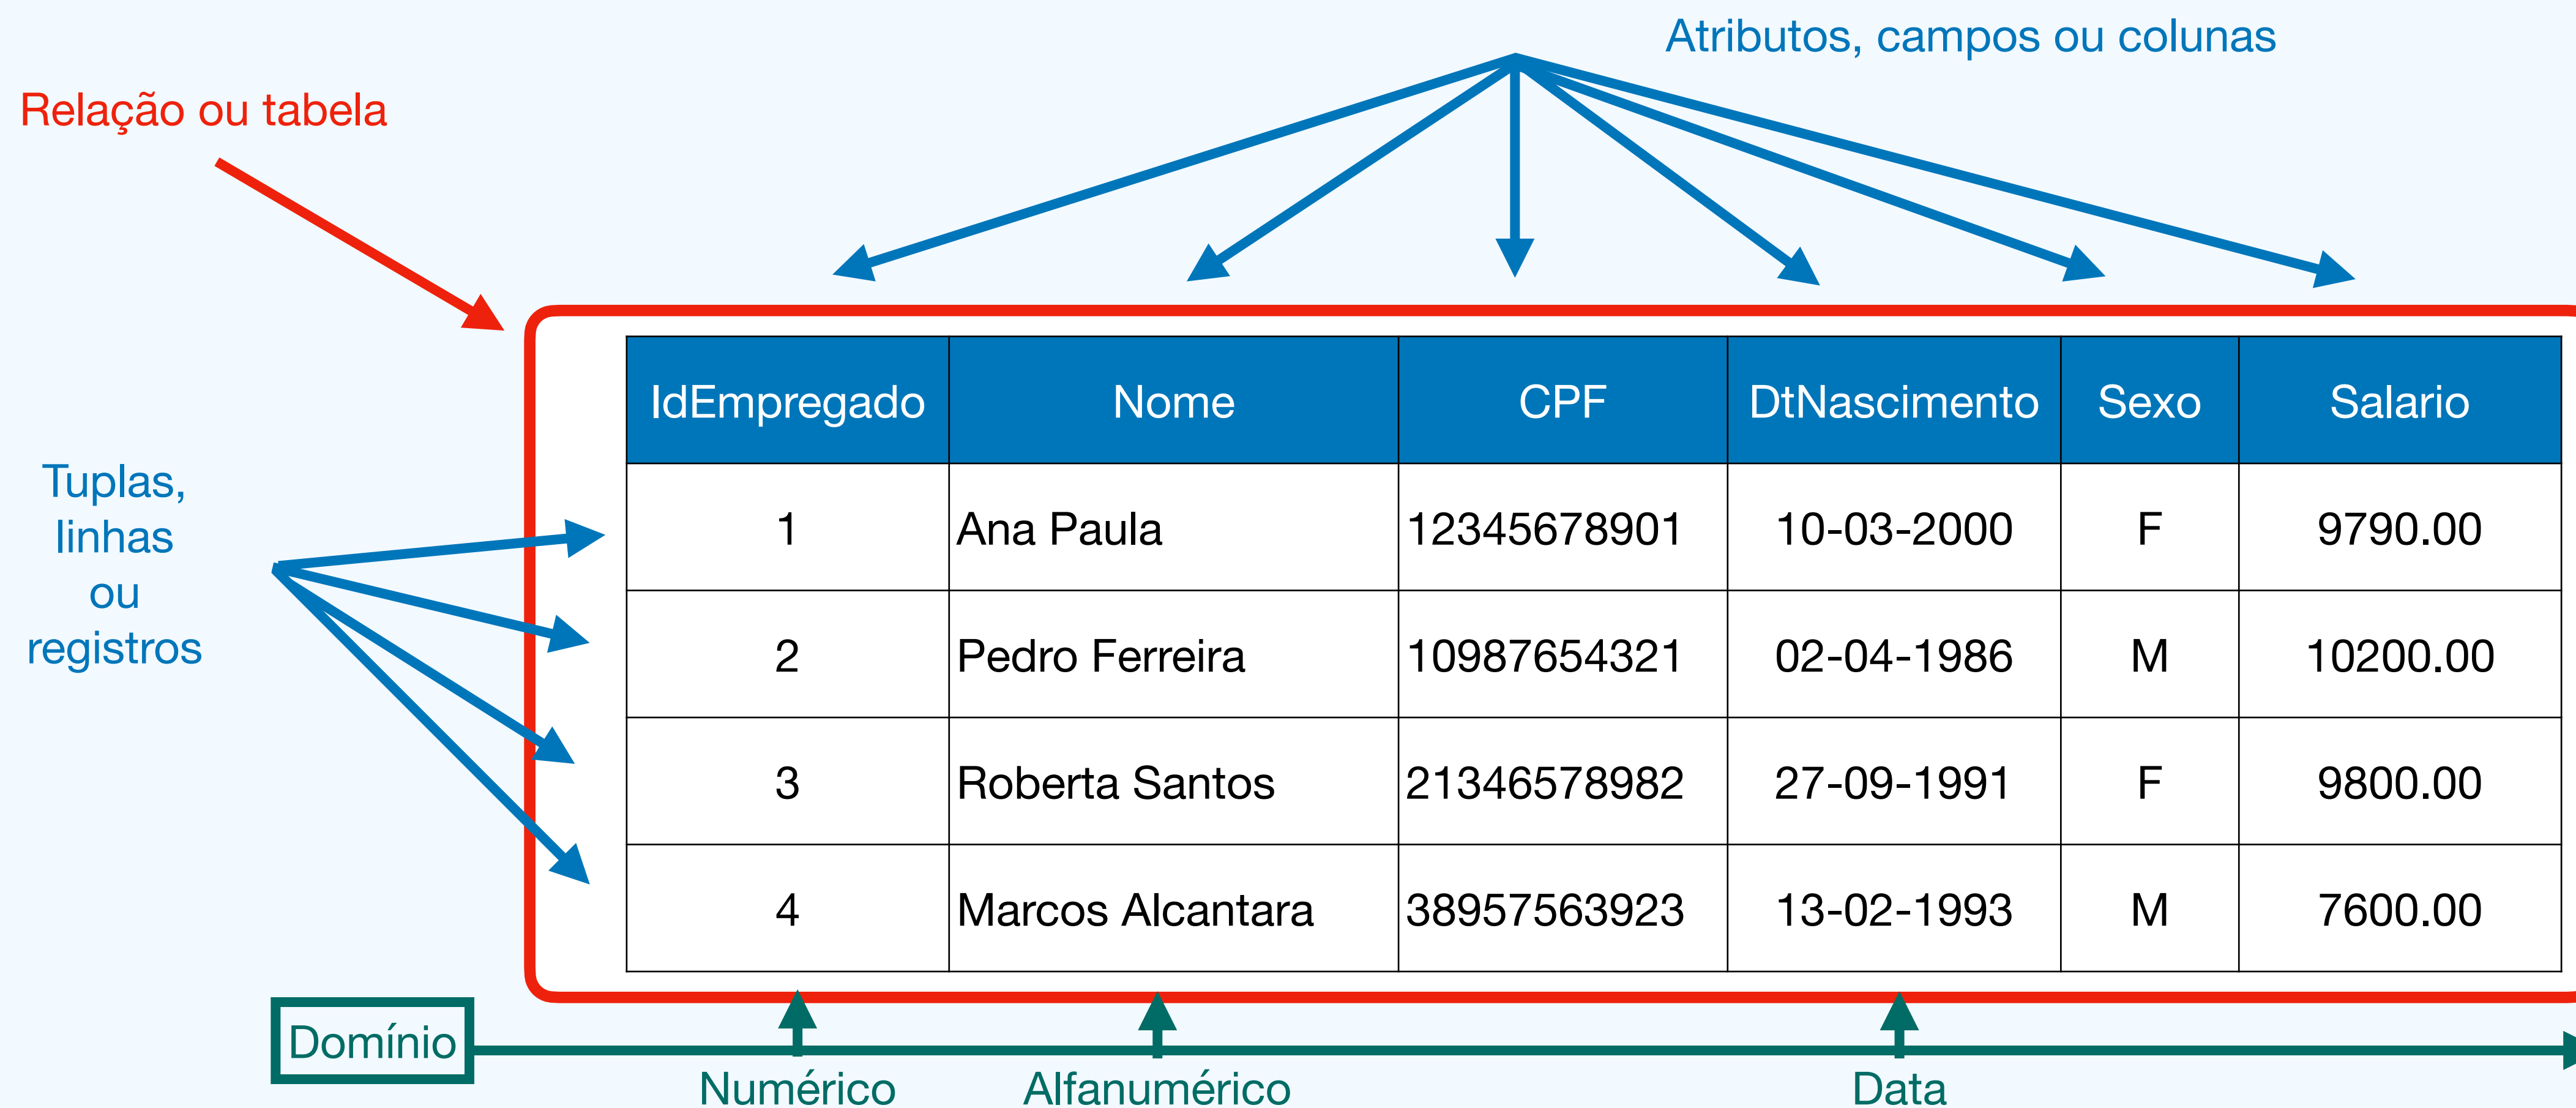 Atributos, campos ou colunas
Relação ou tabela
IdEmpregado Nome CPF DtNascimento Sexo Salario
Tuplas,
linhas
ou
registros
1 Ana Paula 12345678901 10-03-2000 F 9790.00
2 Pedro Ferreira 10987654321 02-04-1986 M 10200.00
3 Roberta Santos 21346578982 27-09-1991 F 9800.00
4 Marcos Alcantara 38957563923 13-02-1993 M 7600.00
Domínio
Numérico Alfanumérico Data